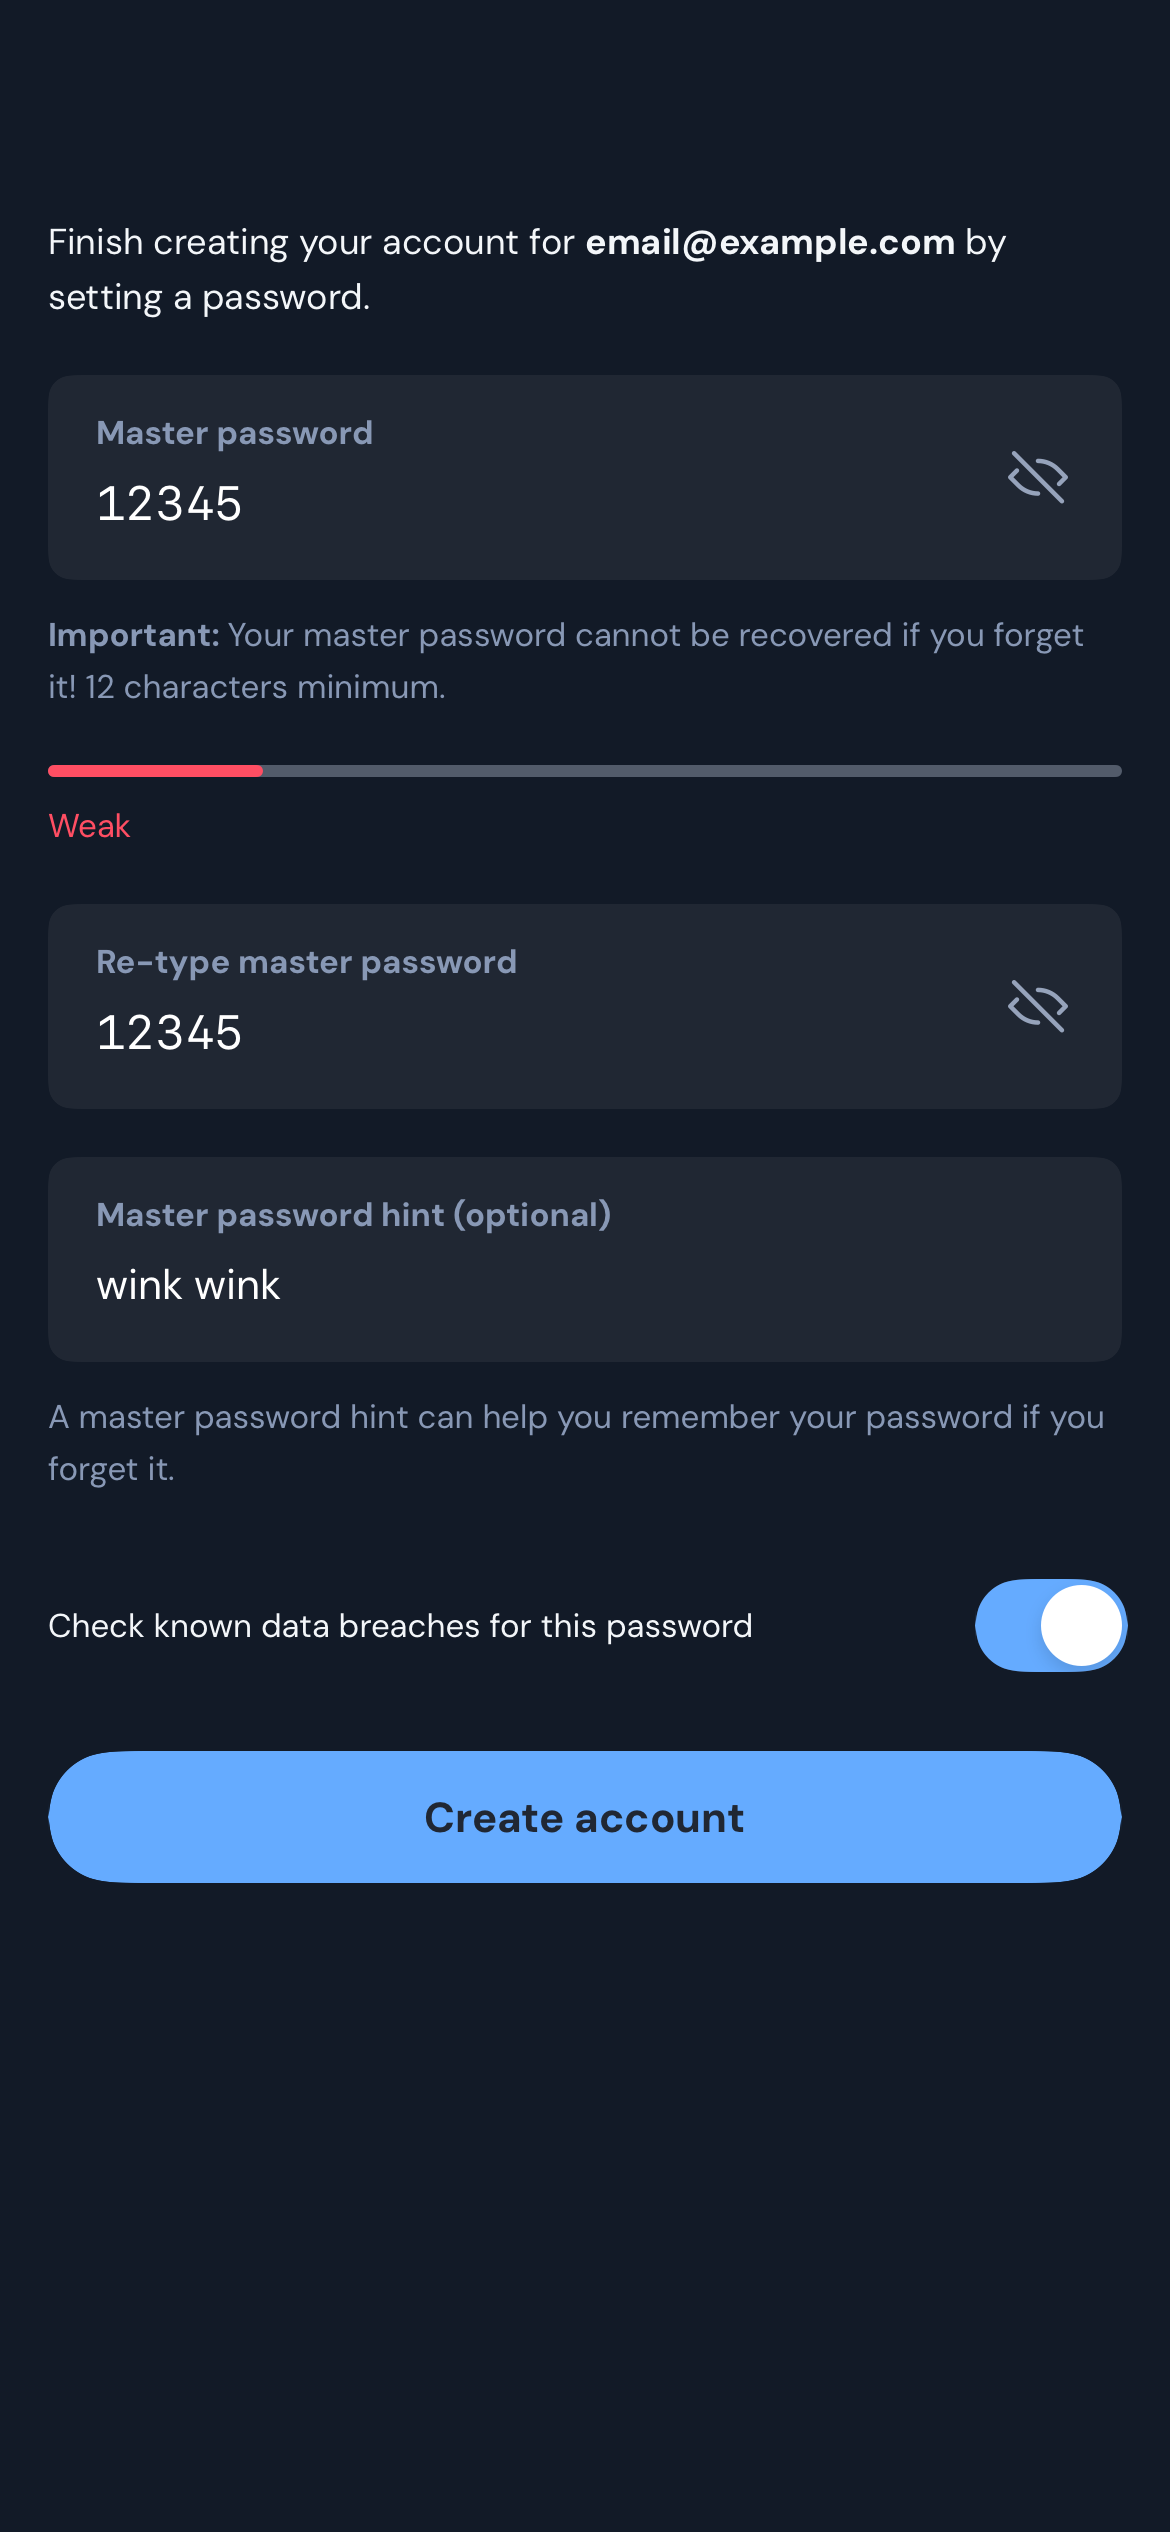 Finish creating your account for email@example.com by
setting a password.
Master password
12345
Important: Your master password cannot be recovered if you forget
it! 12 characters minimum.
Weak
Re-type master password
12345
Master password hint (optional)
wink wink
A master password hint can help you remember your password if you
forget it.
Check known data breaches for this password
Create account